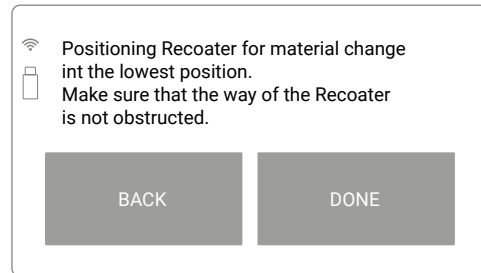 Positioning Recoater for material change
int the lowest position.
Make sure that the way of the Recoater
is not obstructed.
BACK
DONE